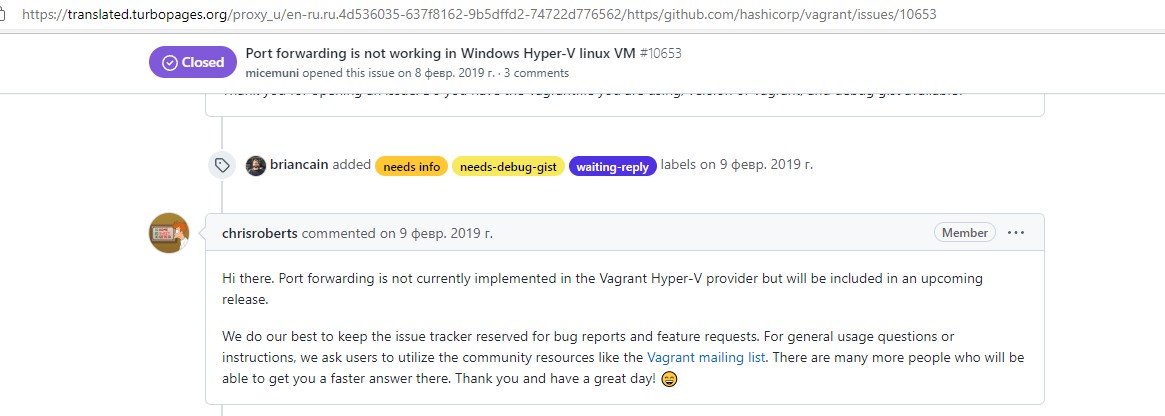 https://translated.turbopages.org/proxy_u/en-ru.ru.4d536035-637f8162-9b5dffd2-74722d776562/https/github.com/hashicorp/vagrant/issues/10653
Closed
Port forwarding is not working in Windows Hyper-V linux VM #10653
micemuni opened this issue on 8 февр. 2019 г. · 3 comments
briancain added needs info needs-debug-gist waiting-reply labels on 9 февр. 2019 г.
chrisroberts commented on 9 февр. 2019 г.
Member
Hi there. Port forwarding is not currently implemented in the Vagrant Hyper-V provider but will be included in an upcoming
release.
We do our best to keep the issue tracker reserved for bug reports and feature requests. For general usage questions or
instructions, we ask users to utilize the community resources like the Vagrant mailing list. There are many more people who will be
able to get you a faster answer there. Thank you and have a great day!